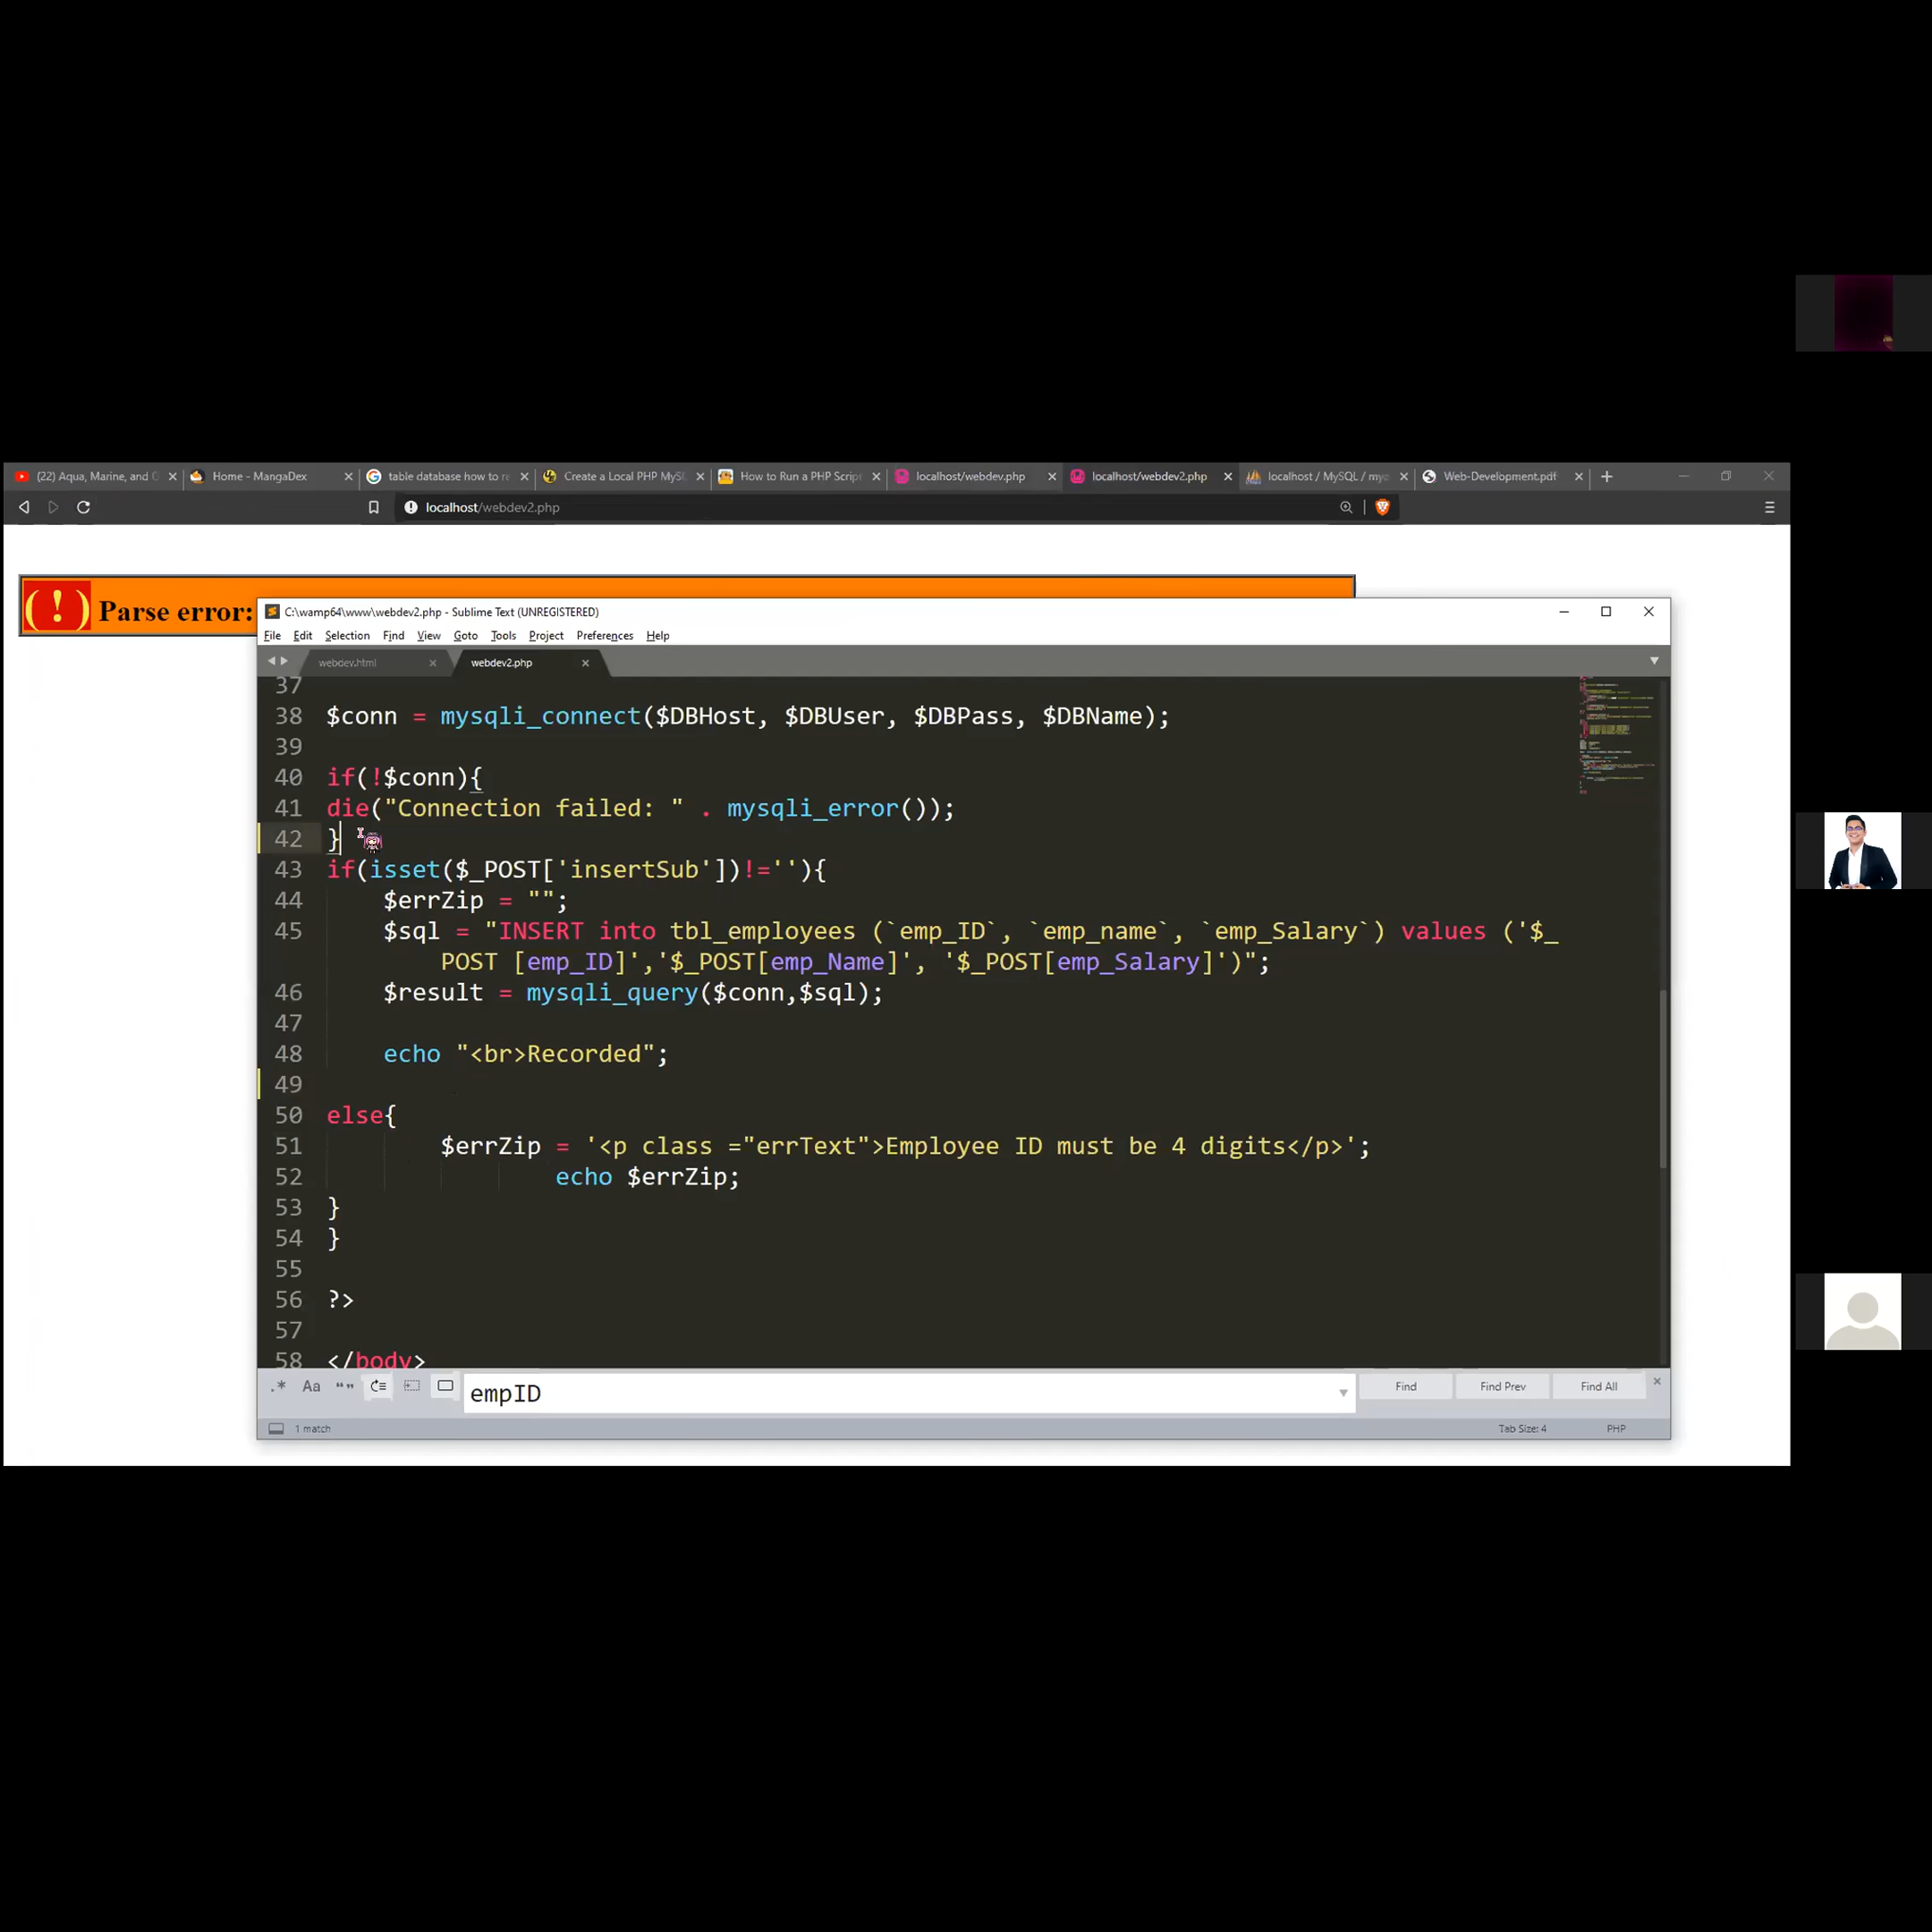 (22) Aqua, Marine, and
Home - MangaDex
table database how to re
Create a Local PHP MyS
How to Run a PHP Script
localhost/webdev.php
localhost/webdev2.php
localhost / MySQL / my
Web-Development.pdf
localhost/webdev2.php
( ! ) Parse error:
C:\wamp64\www\webdev2.php - Sublime Text (UNREGISTERED)
File Edit Selection Find View Goto Tools Project Preferences Help
webdev.html
webdev2.php
37
38 $conn = mysqli_connect($DBHost, $DBUser, $DBPass, $DBName);
39
40 if(!$conn){
41 die("Connection failed: " . mysqli_error());
42 }
43 if(isset($_POST['insertSub'])!=''){
44 $errZip = "";
45 $sql = "INSERT into tbl_employees (`emp_ID`, `emp_name`, `emp_Salary`) values ('$_
POST [emp_ID]','$_POST[emp_Name]', '$_POST[emp_Salary]')";
46 $result = mysqli_query($conn,$sql);
47
48 echo "<br>Recorded";
49
50 else{
51 $errZip = '<p class ="errText">Employee ID must be 4 digits</p>';
52 echo $errZip;
53 }
54 }
55
56 ?>
57
58 </body>
.* Aa “”
empID
Find
Find Prev
Find All
1 match
Tab Size: 4
PHP